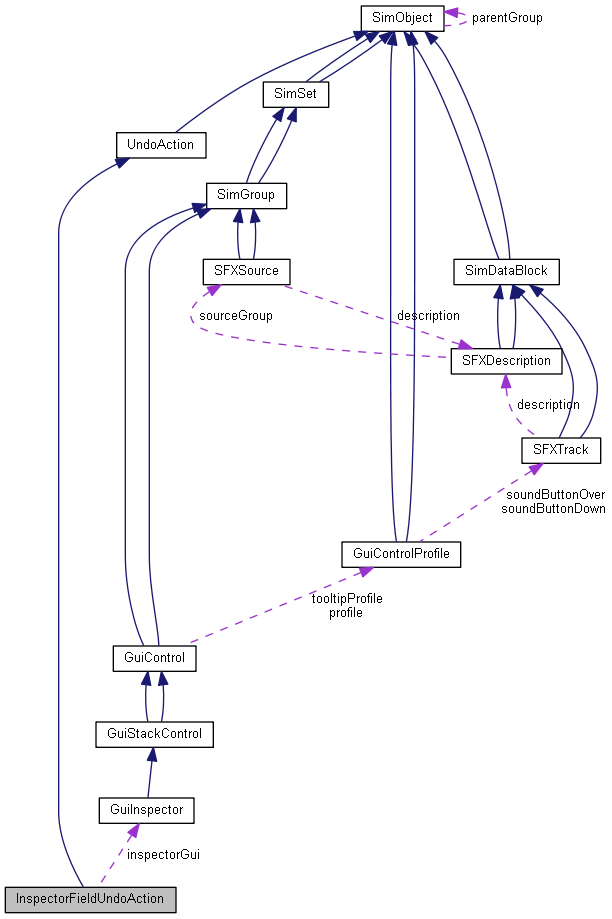 SimObject
parentGroup
SimSet
UndoAction
SimGroup
SFXSource
SimDataBlock
sourceGroup
description
SFXDescription
description
SFXTrack
soundButtonOver
soundButtonDown
GuiControlProfile
tooltipProfile
profile
GuiControl
GuiStackControl
GuiInspector
inspectorGui
InspectorFieldUndoAction